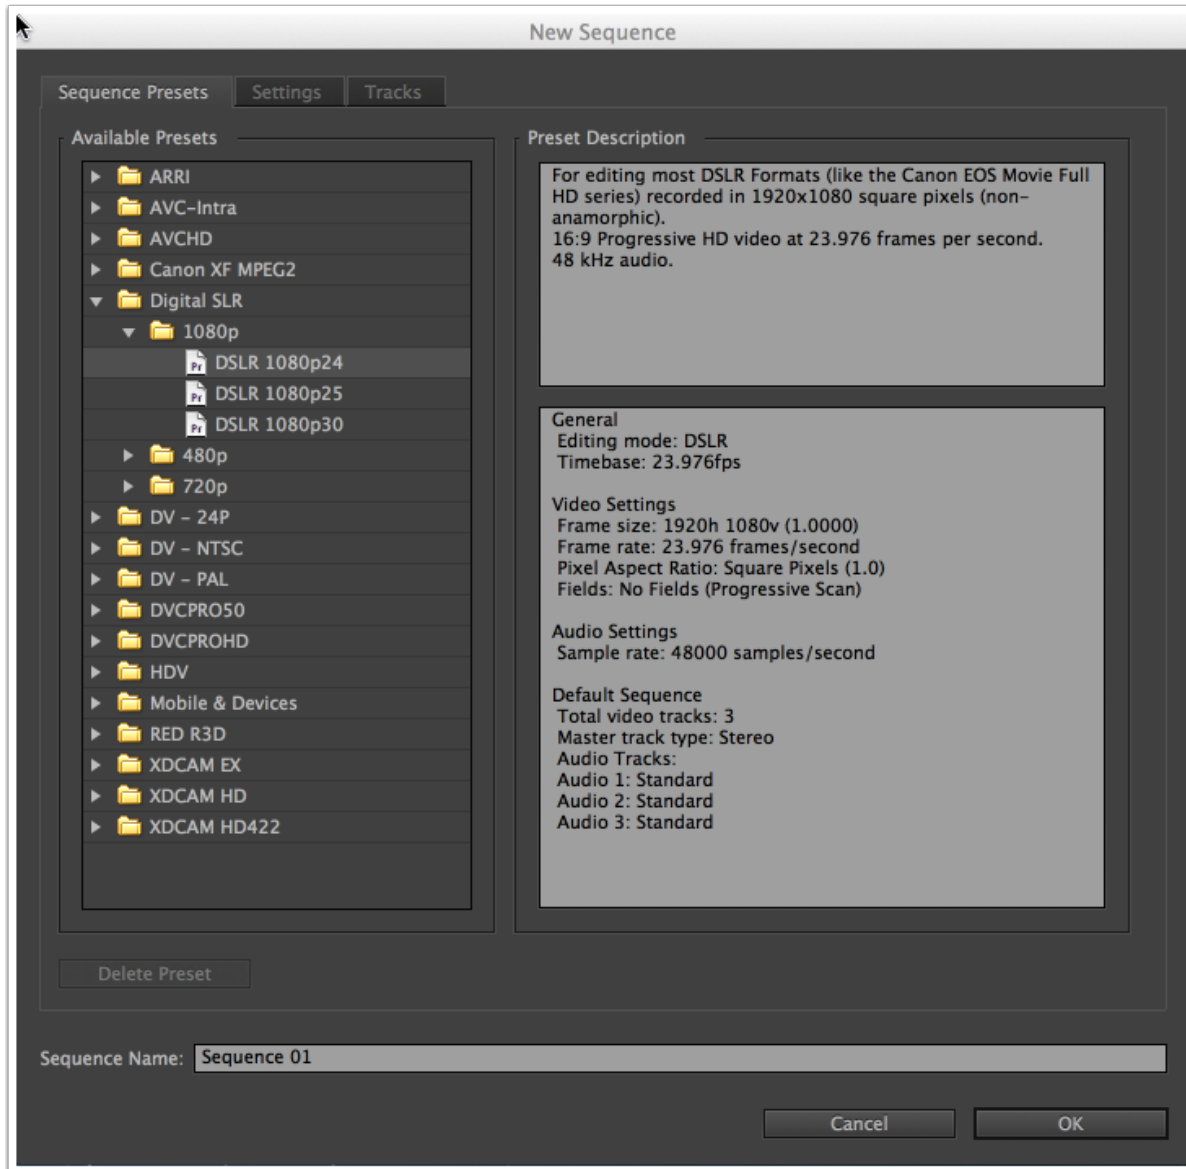 New Sequence
Sequence Presets
Settings
Tracks
Available Presets
ARRI
AVC-Intra
AVCHD
Canon XF MPEG2
Digital SLR
1080p
Pr DSLR 1080p24
Pr DSLR 1080p25
Pr DSLR 1080p30
480p
720p
DV - 24P
DV - NTSC
DV - PAL
DVCPRO50
DVCPROHD
HDV
Mobile & Devices
RED R3D
XDCAM EX
XDCAM HD
XDCAM HD422
Delete Preset
Preset Description
For editing most DSLR Formats (like the Canon EOS Movie Full
HD series) recorded in 1920x1080 square pixels (non-
anamorphic).
16:9 Progressive HD video at 23.976 frames per second.
48 kHz audio.
General
Editing mode: DSLR
Timebase: 23.976fps
Video Settings
Frame size: 1920h 1080v (1.0000)
Frame rate: 23.976 frames/second
Pixel Aspect Ratio: Square Pixels (1.0)
Fields: No Fields (Progressive Scan)
Audio Settings
Sample rate: 48000 samples/second
Default Sequence
Total video tracks: 3
Master track type: Stereo
Audio Tracks:
Audio 1: Standard
Audio 2: Standard
Audio 3: Standard
Sequence Name: Sequence 01
Cancel
OK